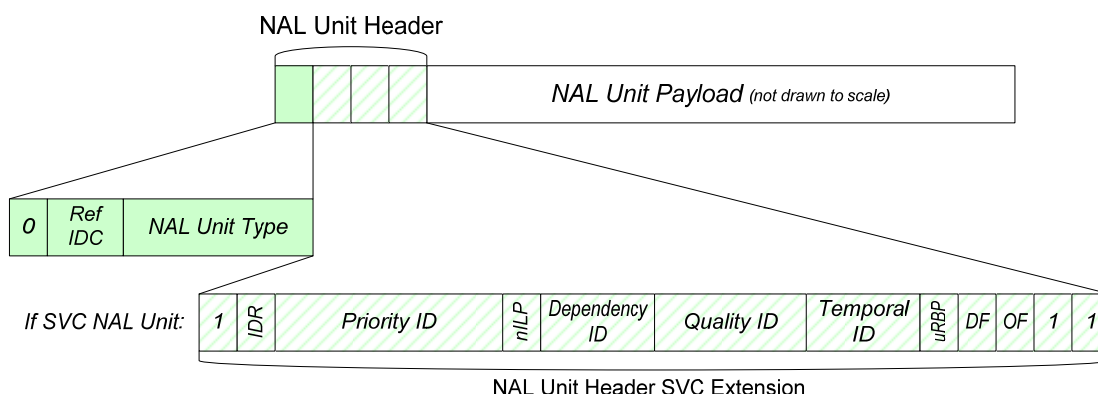 NAL Unit Header
NAL Unit Payload (not drawn to scale)
0
Ref
IDC
NAL Unit Type
If SVC NAL Unit:
1
IDR
Priority ID
nILP
Dependency
ID
Quality ID
Temporal
ID
uRBP
DF
OF
1
1
NAL Unit Header SVC Extension